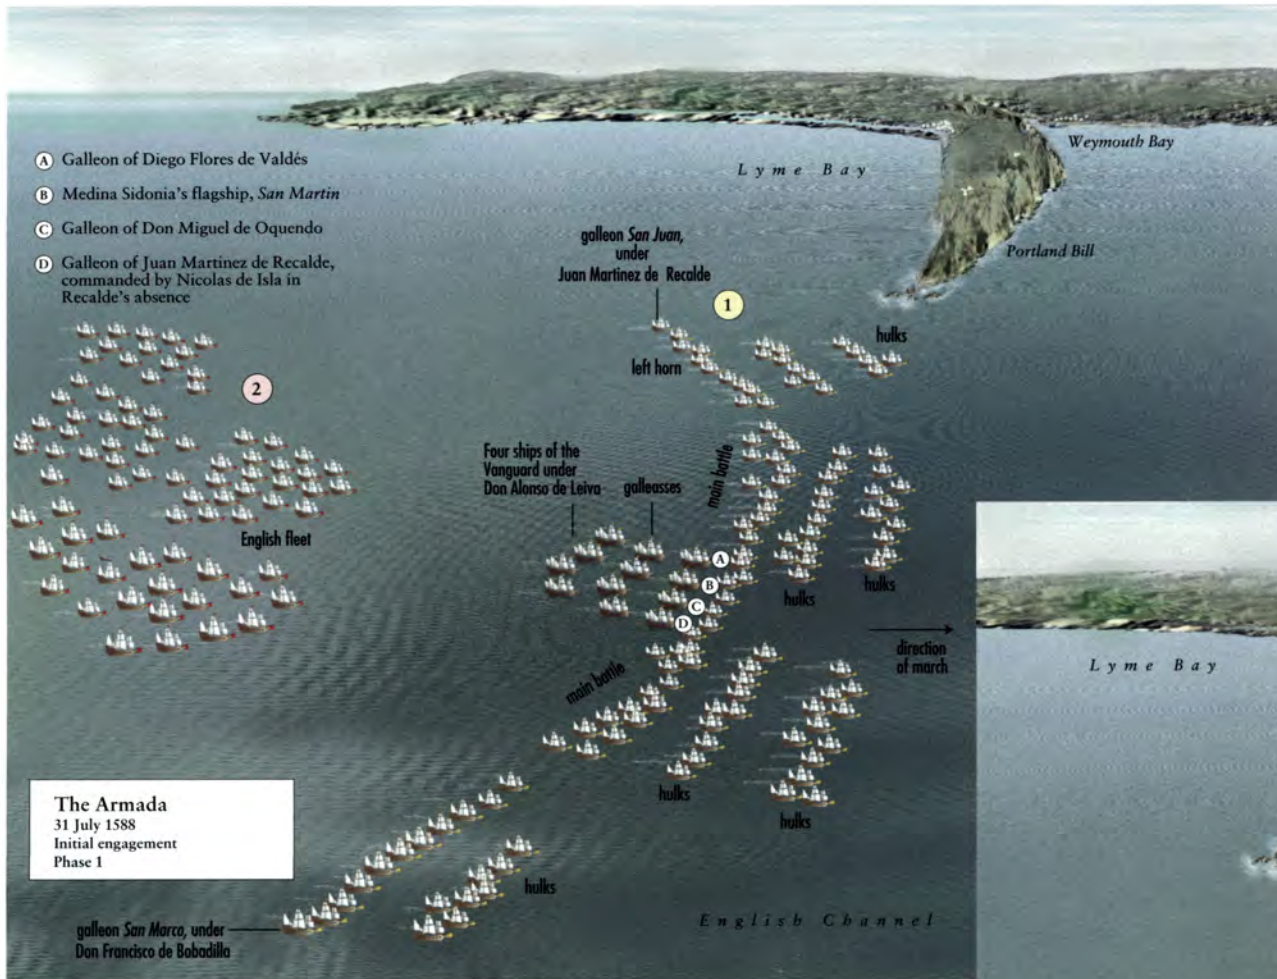 A Galleon of Diego Flores de Valdés
B Medina Sidonia's flagship, San Martin
C Galleon of Don Miguel de Oquendo
D Galleon of Juan Martinez de Recalde,
commanded by Nicolas de Isla in
Recalde's absence
Lyme Bay
Weymouth Bay
Portland Bill
galleon San Juan,
under
Juan Martinez de Recalde
1
hulks
left horn
2
English fleet
Four ships of the
Vanguard under
Don Alonso de Leiva
galleasses
main battle
A
B
C
D
hulks
hulks
direction
of march
main battle
hulks
hulks
Lyme Bay
The Armada
31 July 1588
Initial engagement
Phase 1
hulks
galleon San Marco, under
Don Francisco de Bobadilla
English Channel